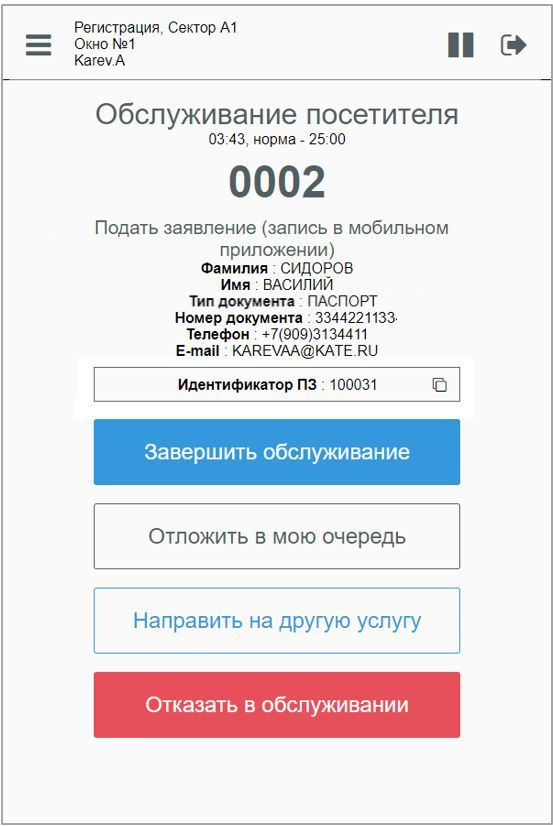 Регистрация, Сектор А1
Окно №1
Karev.A
Обслуживание посетителя
03:43, норма - 25:00
0002
Подать заявление (запись в мобильном
приложении)
Фамилия : СИДОРОВ
Имя : ВАСИЛИЙ
Тип документа : ПАСПОРТ
Номер документа : 3344221133
Телефон : +7(909)3134411
E-mail : KAREVAA@KATE.RU
Идентификатор ПЗ : 100031
Завершить обслуживание
Отложить в мою очередь
Направить на другую услугу
Отказать в обслуживании